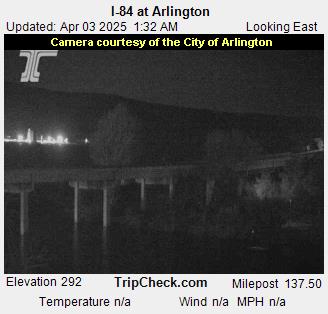 I-84 at Arlington
Updated: Apr 03 2025 1:32 AM Looking East
Camera courtesy of the City of Arlington
Elevation 292 TripCheck.com Milepost 137.50
Temperature n/a Wind n/a MPH n/a